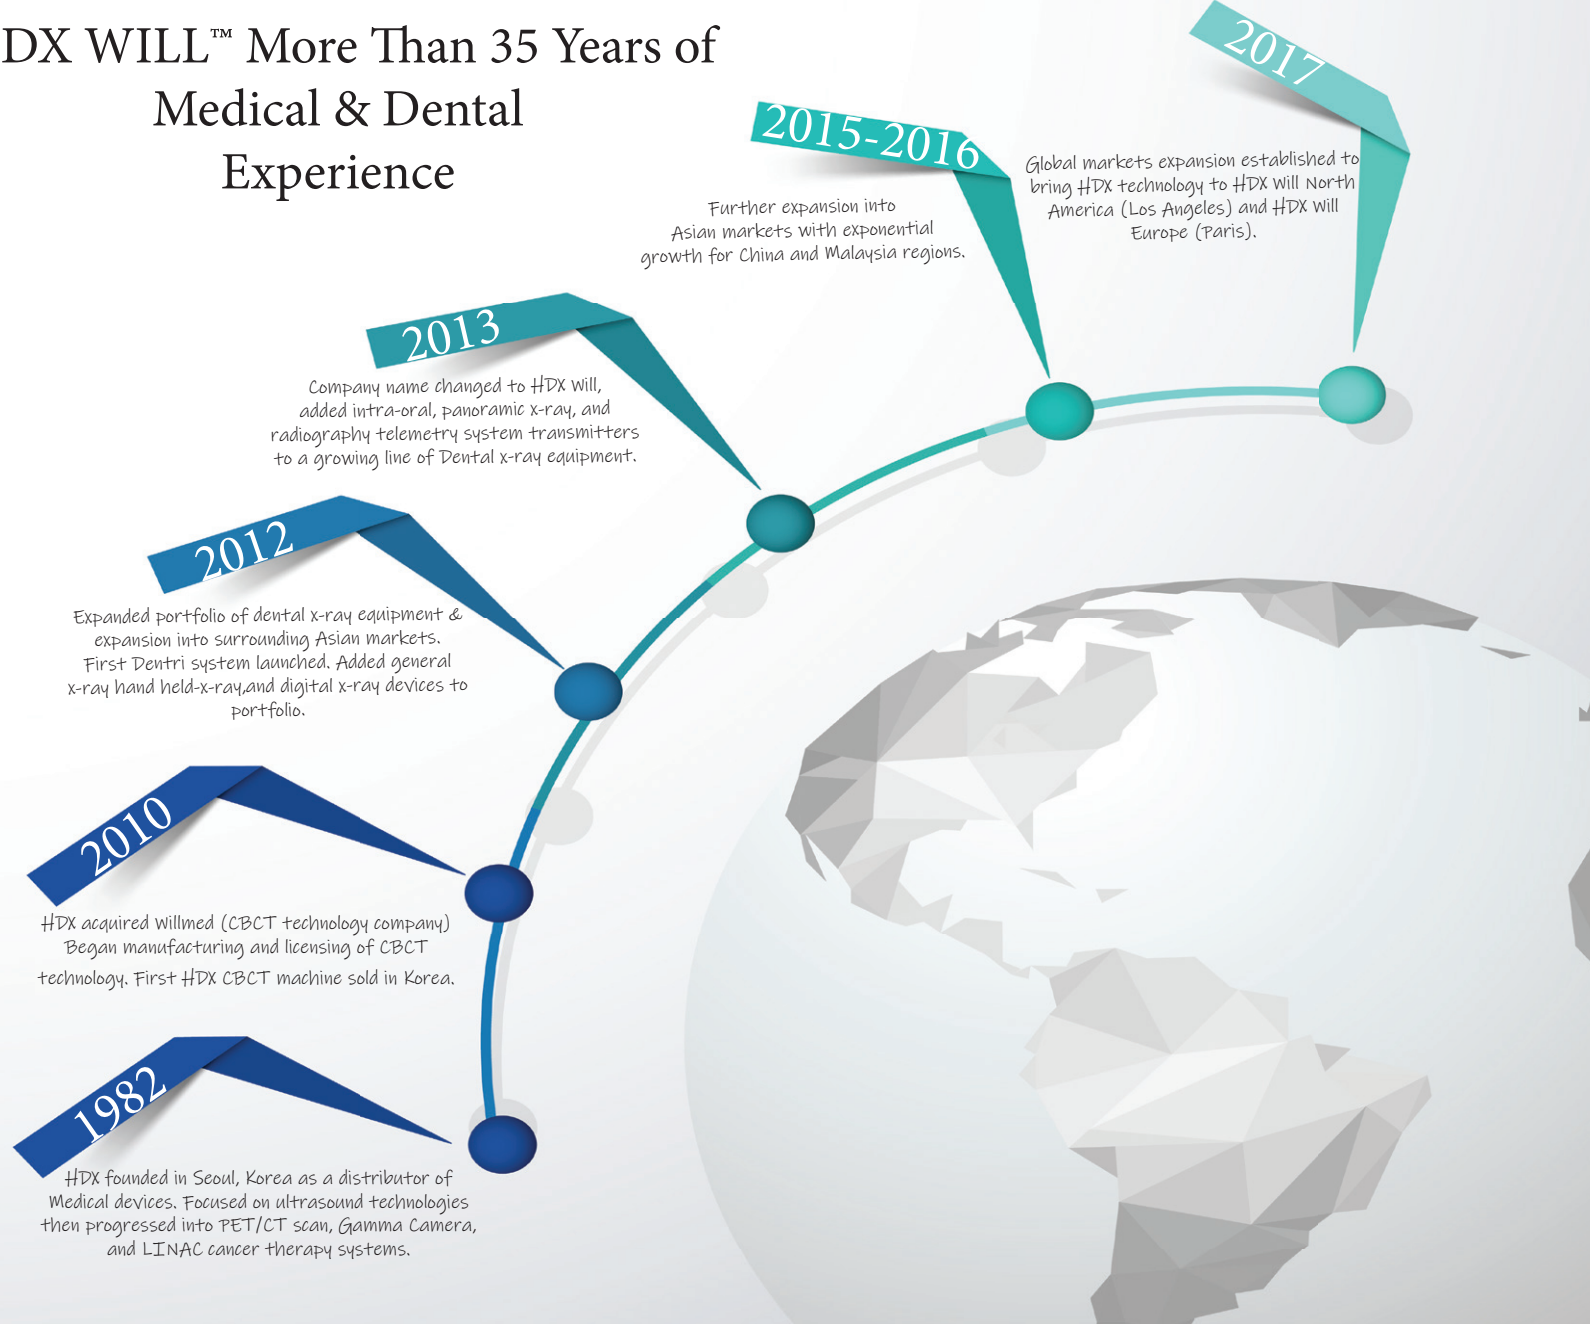 DX WILL™ More Than 35 Years of
Medical & Dental
Experience
2017
Global markets expansion established to
bring HDX technology to HDX Will North
America (Los Angeles) and HDX Will
Europe (Paris).
2015-2016
Further expansion into
Asian markets with exponential
growth for China and Malaysia regions.
2013
Company name changed to HDX Will,
added intra-oral, panoramic x-ray, and
radiography telemetry system transmitters
to a growing line of Dental x-ray equipment.
2012
Expanded portfolio of dental x-ray equipment &
expansion into surrounding Asian markets.
First Dentri system launched. Added general
x-ray hand held-x-ray,and digital x-ray devices to
portfolio.
2010
HDX acquired Willmed (CBCT technology company)
Began manufacturing and licensing of CBCT
technology. First HDX CBCT machine sold in Korea.
1982
HDX founded in Seoul, Korea as a distributor of
Medical devices. Focused on ultrasound technologies
then progressed into PET/CT scan, Gamma Camera,
and LINAC cancer therapy systems.